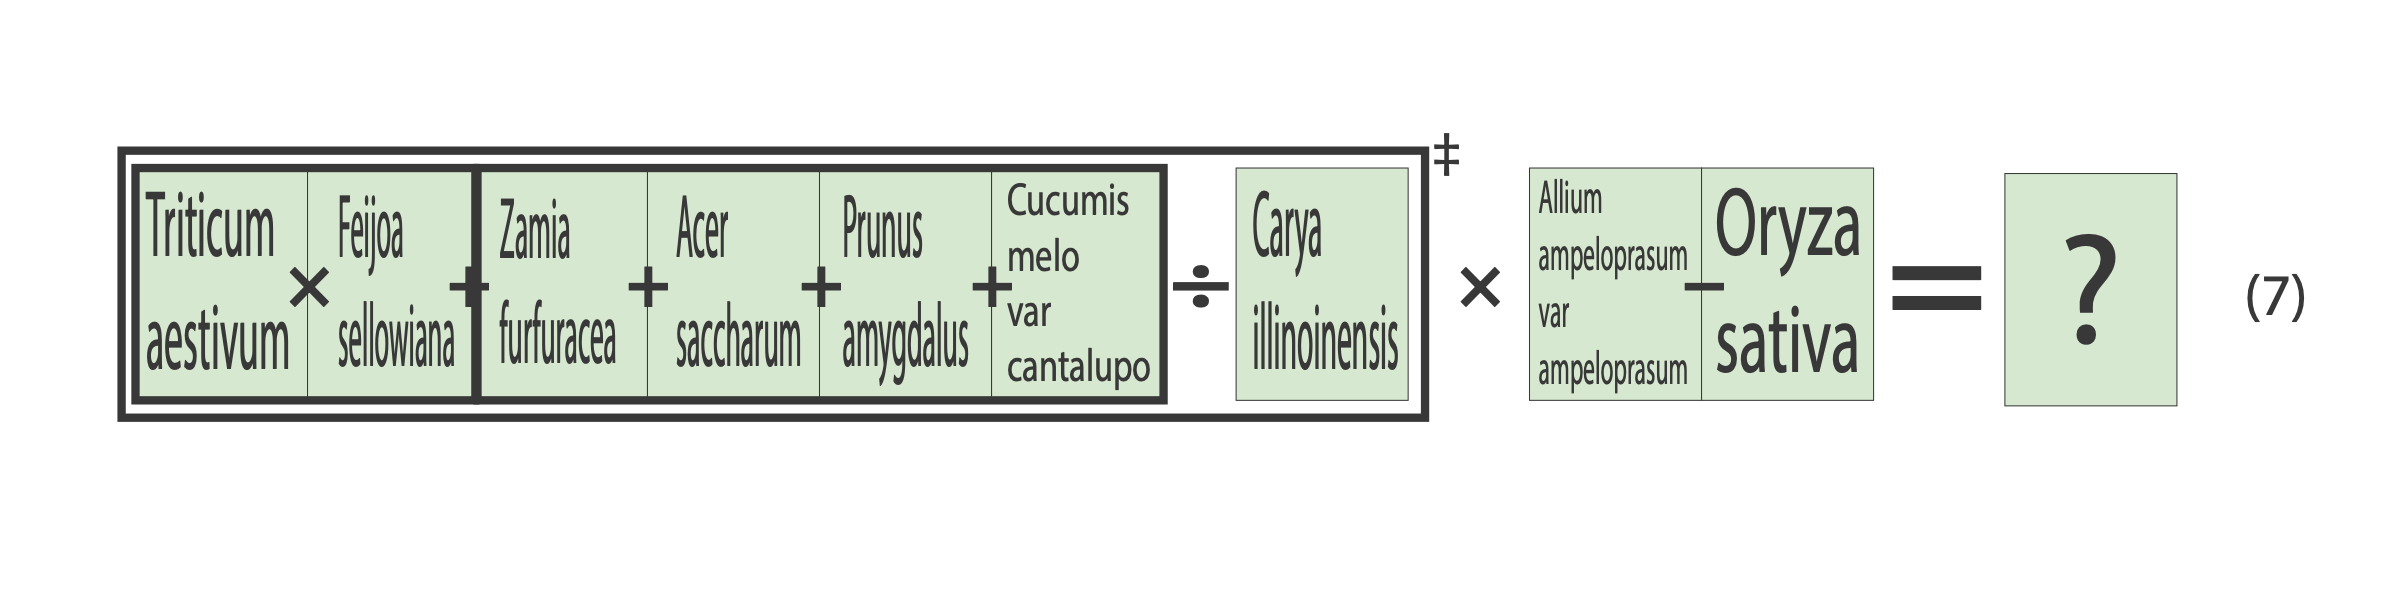 Triticum
aestivum
×
Feijoa
sellowiana
+
Zamia
furfuracea
+
Acer
saccharum
+
Prunus
amygdalus
+
Cucumis
melo
var
cantalupo
÷
Carya
illinoinensis
‡
×
Allium
ampeloprasum
var
ampeloprasum
−
Oryza
sativa
=
?
(7)